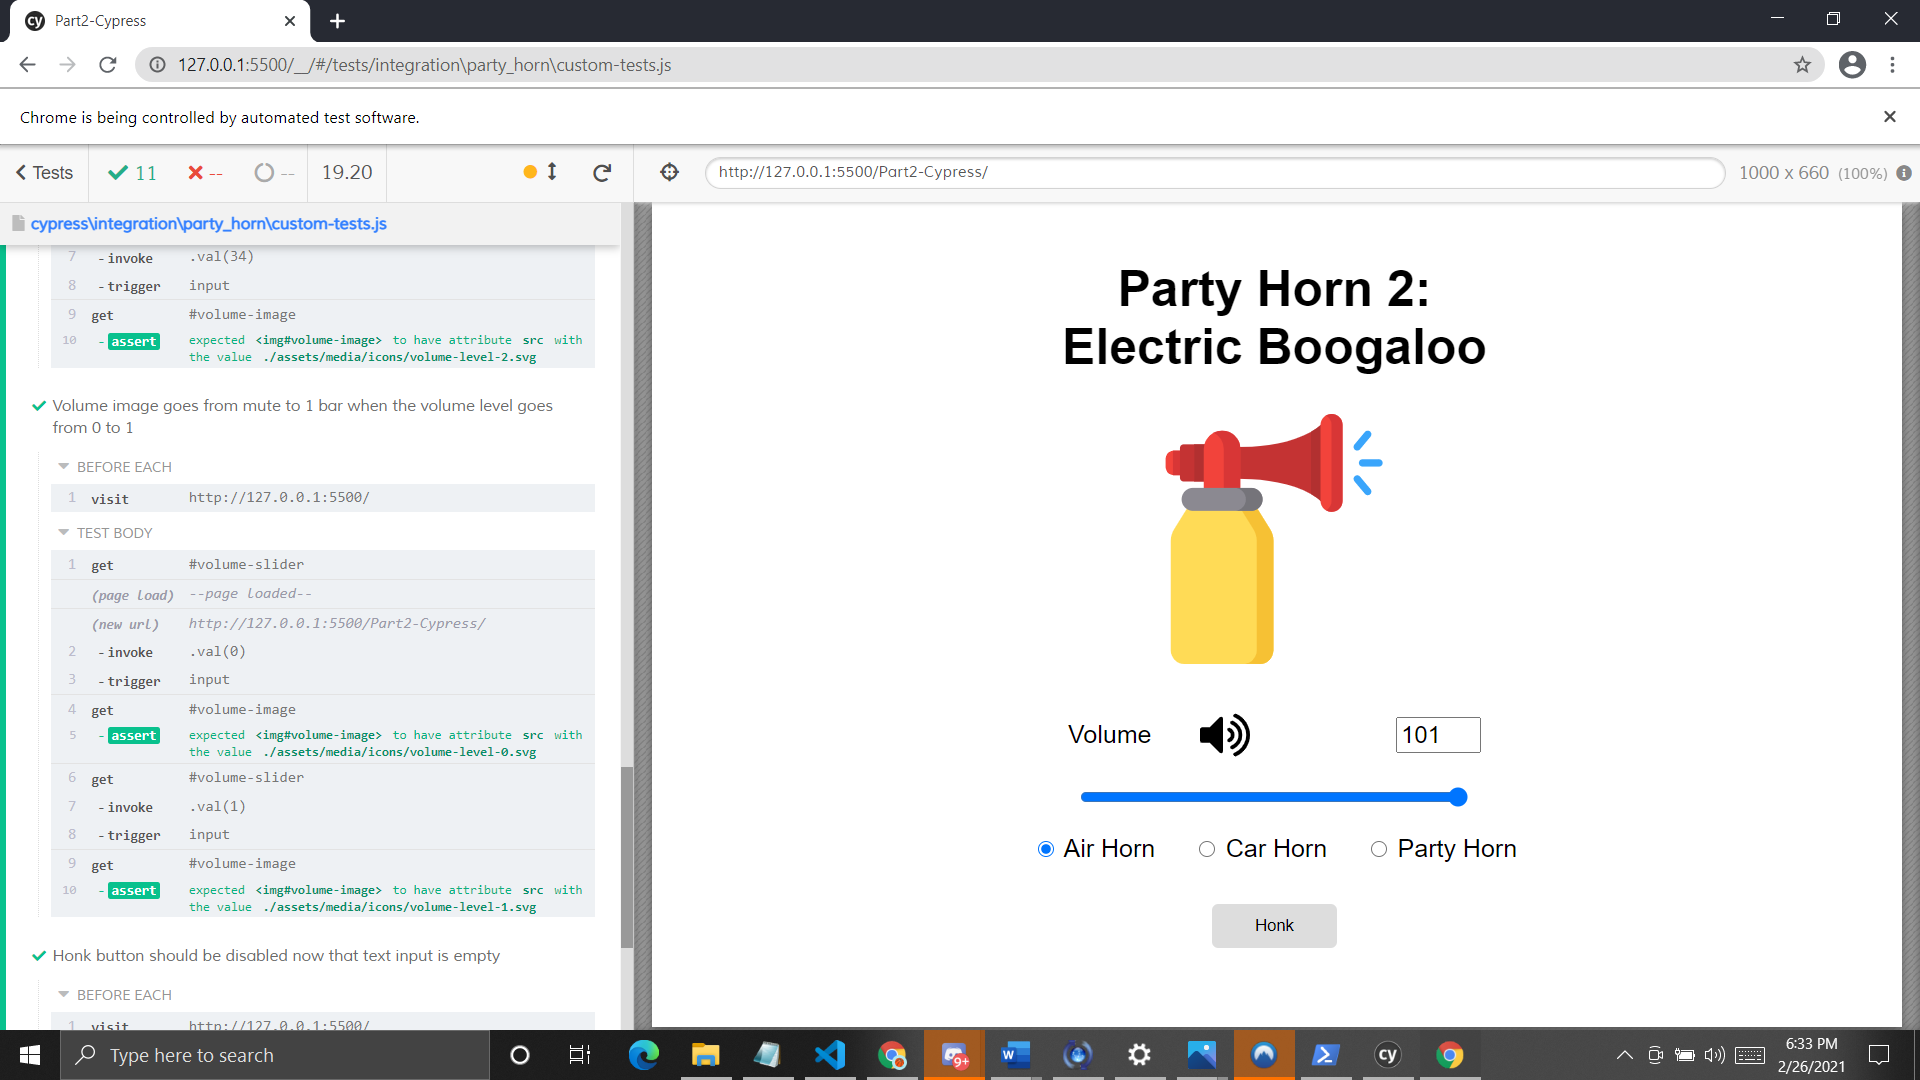 Part2-Cypress
127.0.0.1:5500/__/#/tests/integration\party_horn\custom-tests.js
Chrome is being controlled by automated test software.
Tests 11 -- -- 19.20
http://127.0.0.1:5500/Part2-Cypress/ 1000 x 660 (100%)
cypress\integration\party_horn\custom-tests.js
7 - invoke .val(34)
8 - trigger input
9 get #volume-image
10 - assert expected <img#volume-image> to have attribute src with
the value ./assets/media/icons/volume-level-2.svg
Volume image goes from mute to 1 bar when the volume level goes
from 0 to 1
BEFORE EACH
1 visit http://127.0.0.1:5500/
TEST BODY
1 get #volume-slider
(page load) --page loaded--
(new url) http://127.0.0.1:5500/Part2-Cypress/
2 - invoke .val(0)
3 - trigger input
4 get #volume-image
5 - assert expected <img#volume-image> to have attribute src with
the value ./assets/media/icons/volume-level-0.svg
6 get #volume-slider
7 - invoke .val(1)
8 - trigger input
9 get #volume-image
10 - assert expected <img#volume-image> to have attribute src with
the value ./assets/media/icons/volume-level-1.svg
Honk button should be disabled now that text input is empty
BEFORE EACH
1 visit http://127.0.0.1:5500/
Party Horn 2:
Electric Boogaloo
Volume 101
Air Horn Car Horn Party Horn
Honk
Type here to search
9+
6:33 PM
2/26/2021